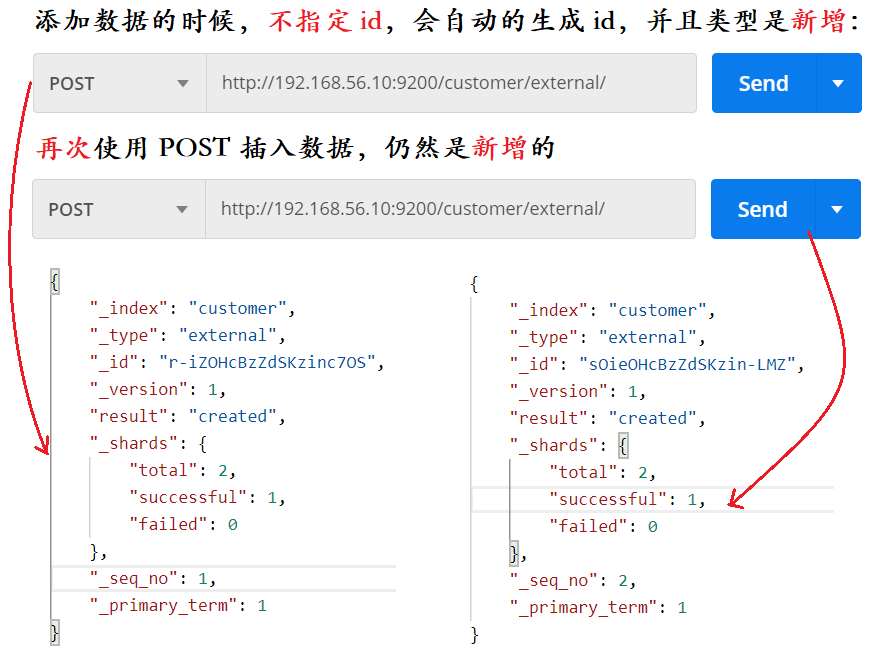 添加数据的时候，不指定 id，会自动的生成 id，并且类型是新增：
POST http://192.168.56.10:9200/customer/external/ Send
再次使用 POST 插入数据，仍然是新增的
POST http://192.168.56.10:9200/customer/external/ Send
{
"_index": "customer",
"_type": "external",
"_id": "r-iZOHcBzZdSKzinc7OS",
"_version": 1,
"result": "created",
"_shards": {
"total": 2,
"successful": 1,
"failed": 0
},
"_seq_no": 1,
"_primary_term": 1
}
{
"_index": "customer",
"_type": "external",
"_id": "sOieOHcBzZdSKzin-LMZ",
"_version": 1,
"result": "created",
"_shards": {
"total": 2,
"successful": 1,
"failed": 0
},
"_seq_no": 2,
"_primary_term": 1
}